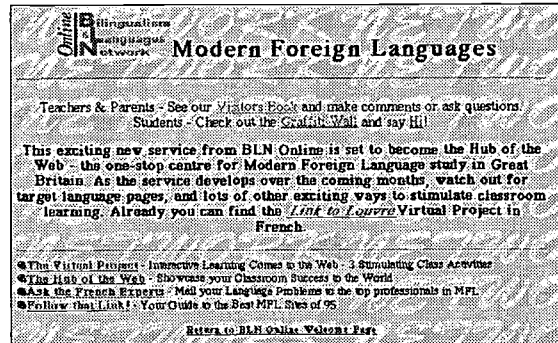 Online
Bilingualism
& Languages
Network
Modern Foreign Languages
Teachers & Parents - See our Visitors Book and make comments or ask questions.
Students - Check out the Graffiti Wall and say Hi!
This exciting new service from BLN Online is set to become the Hub of the
Web - the one-stop centre for Modern Foreign Language study in Great
Britain. As the service develops over the coming months, watch out for
target language pages, and lots of other exciting ways to stimulate classroom
learning. Already you can find the Link to Louvre Virtual Project in
French.
The Virtual Project - Interactive Learning Comes to the Web - 3 Stimulating Class Activities
The Hub of the Web - Showcase your Classroom Success to the World
Ask the French Experts - Mail your Language Problems to the top professionals in MFL
Follow that Link! - Your Guide to the Best MFL Sites of 95
Return to BLN Online Welcome Page